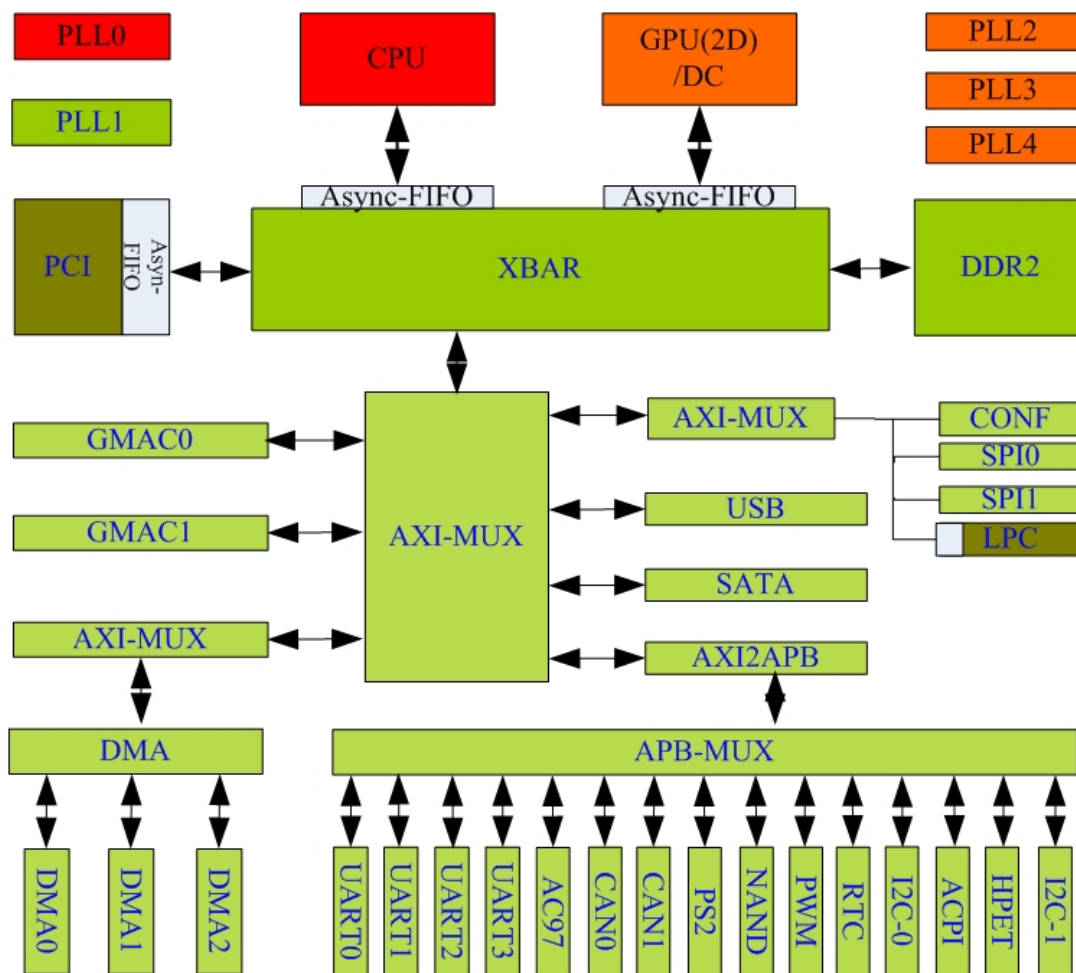 PLL0
CPU
GPU(2D)
/DC
PLL2
PLL3
PLL4
PLL1
Async-FIFO
Async-FIFO
PCI
Asyn-
FIFO
XBAR
DDR2
GMAC0
GMAC1
AXI-MUX
AXI-MUX
AXI-MUX
USB
SATA
AXI2APB
CONF
SPI0
SPI1
LPC
DMA
APB-MUX
DMA0
DMA1
DMA2
UART0
UART1
UART2
UART3
AC97
CAN0
CAN1
PS2
NAND
PWM
RTC
I2C-0
ACPI
HPET
I2C-1